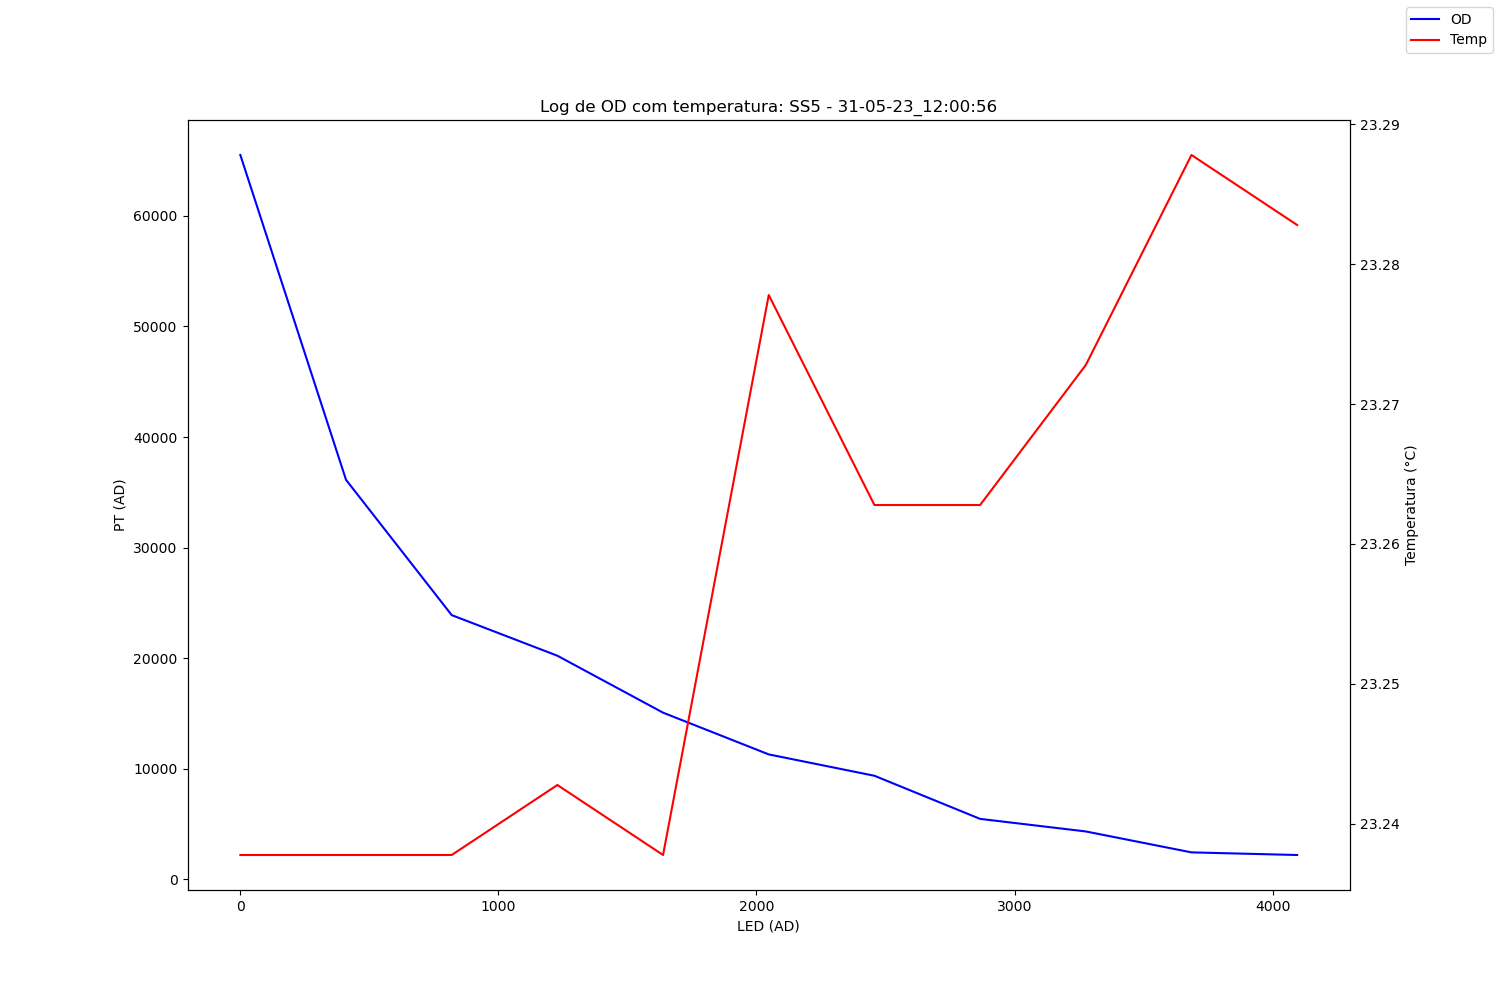 OD
Temp
Log de OD com temperatura: SS5 - 31-05-23_12:00:56
60000
50000
40000
30000
20000
10000
0
PT (AD)
23.29
23.28
23.27
23.26
23.25
23.24
Temperatura (°C)
0 1000 2000 3000 4000
LED (AD)